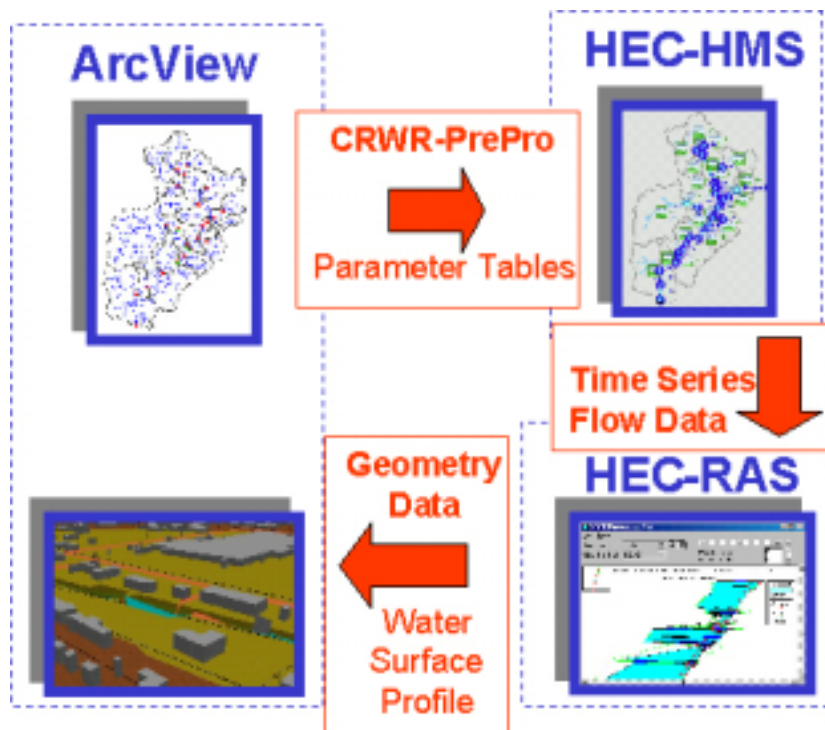 ArcView
HEC-HMS
CRWR-PrePro
Parameter Tables
Time Series
Flow Data
HEC-RAS
Geometry
Data
Water
Surface
Profile